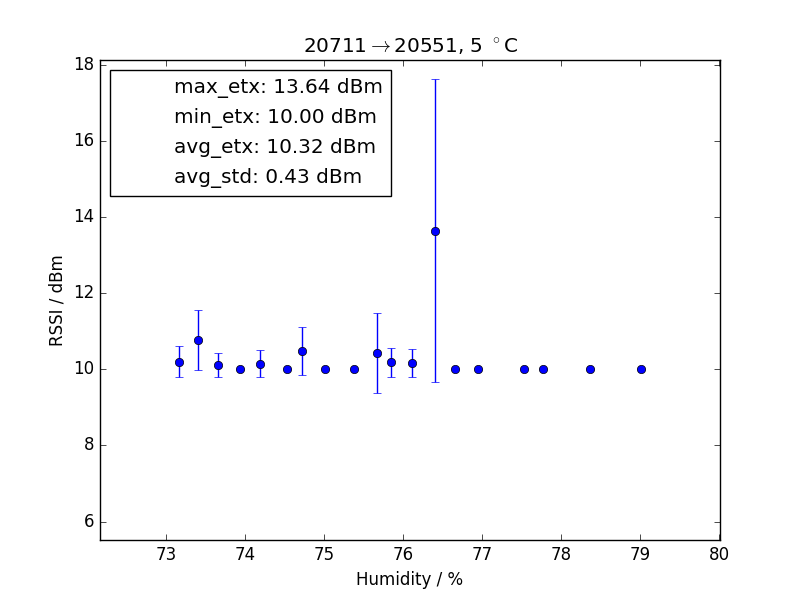 20711→20551, 5 °C
max_etx: 13.64 dBm
min_etx: 10.00 dBm
avg_etx: 10.32 dBm
avg_std: 0.43 dBm
RSSI / dBm
18
16
14
12
10
8
6
73 74 75 76 77 78 79 80
Humidity / %